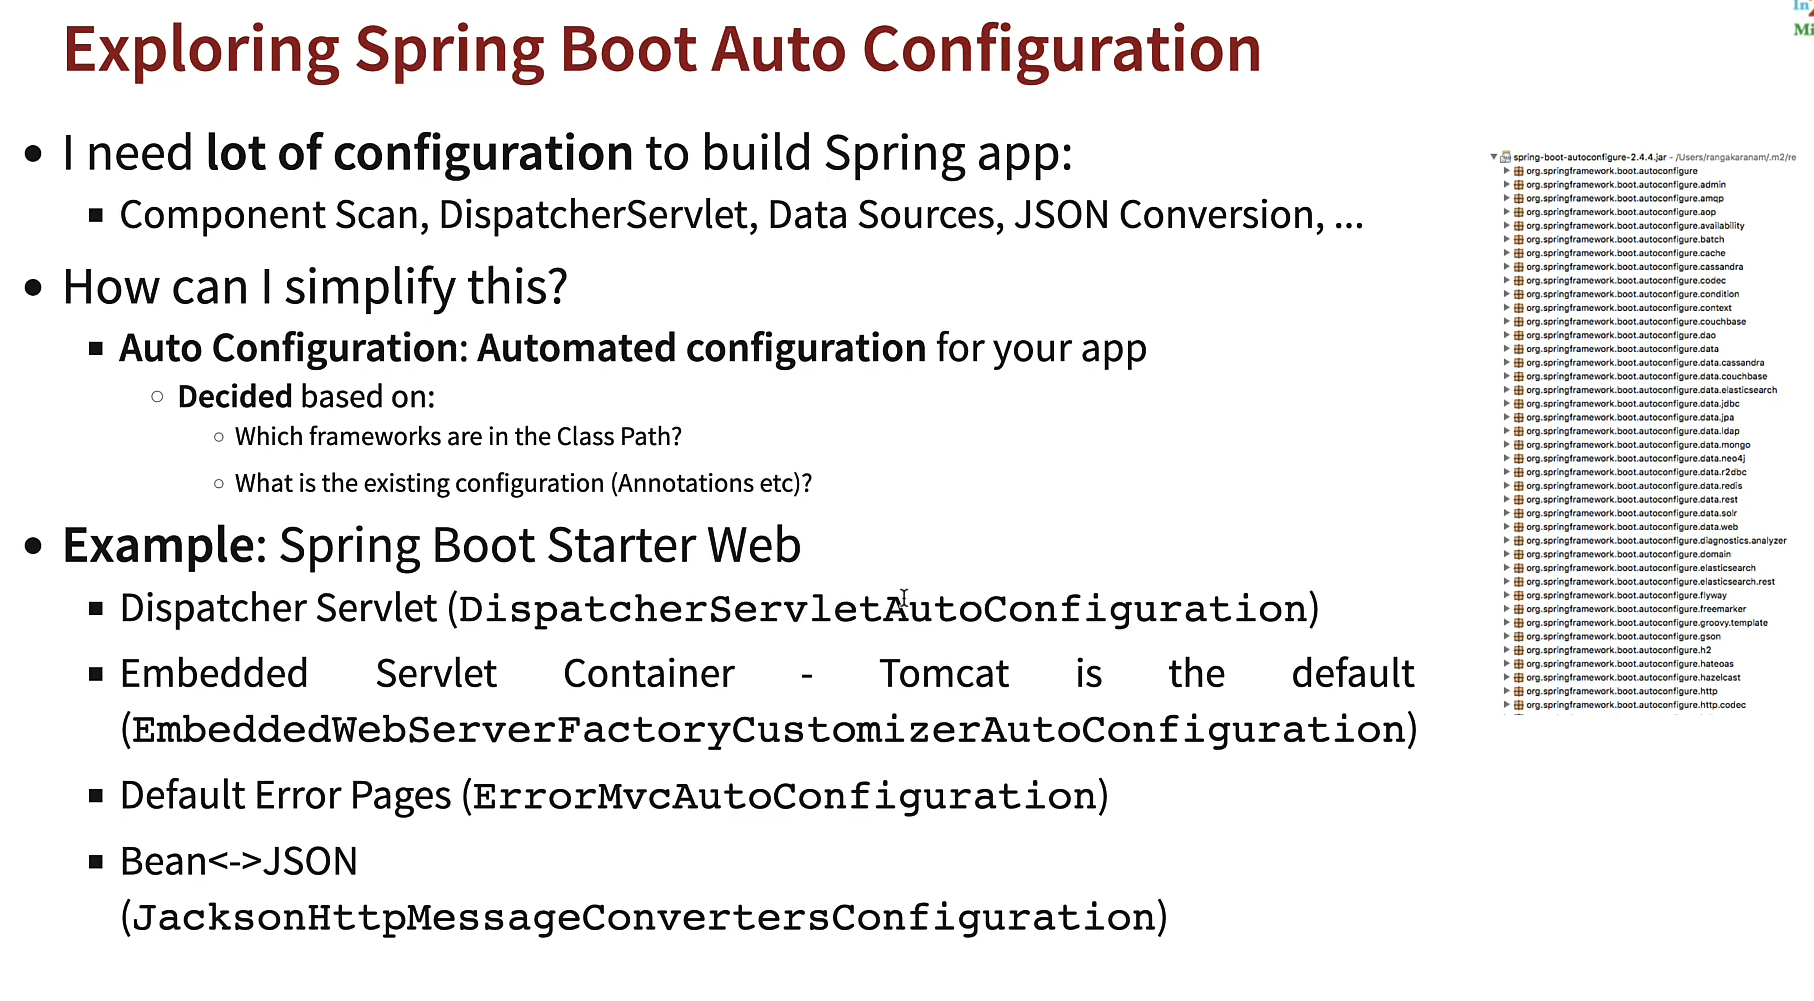 Exploring Spring Boot Auto Configuration
I need lot of configuration to build Spring app:
Component Scan, DispatcherServlet, Data Sources, JSON Conversion, ...
How can I simplify this?
Auto Configuration: Automated configuration for your app
Decided based on:
Which frameworks are in the Class Path?
What is the existing configuration (Annotations etc)?
Example: Spring Boot Starter Web
Dispatcher Servlet (DispatcherServletAutoConfiguration)
Embedded Servlet Container - Tomcat is the default
(EmbeddedWebServerFactoryCustomizerAutoConfiguration)
Default Error Pages (ErrorMvcAutoConfiguration)
Bean<->JSON
(JacksonHttpMessageConvertersConfiguration)
In
Mi
spring-boot-autoconfigure-2.4.4.jar - /Users/rangakaranam/.m2/re
org.springframework.boot.autoconfigure
org.springframework.boot.autoconfigure.admin
org.springframework.boot.autoconfigure.amqp
org.springframework.boot.autoconfigure.aop
org.springframework.boot.autoconfigure.availability
org.springframework.boot.autoconfigure.batch
org.springframework.boot.autoconfigure.cache
org.springframework.boot.autoconfigure.cassandra
org.springframework.boot.autoconfigure.codec
org.springframework.boot.autoconfigure.condition
org.springframework.boot.autoconfigure.context
org.springframework.boot.autoconfigure.couchbase
org.springframework.boot.autoconfigure.dao
org.springframework.boot.autoconfigure.data
org.springframework.boot.autoconfigure.data.cassandra
org.springframework.boot.autoconfigure.data.couchbase
org.springframework.boot.autoconfigure.data.elasticsearch
org.springframework.boot.autoconfigure.data.jdbc
org.springframework.boot.autoconfigure.data.jpa
org.springframework.boot.autoconfigure.data.ldap
org.springframework.boot.autoconfigure.data.mongo
org.springframework.boot.autoconfigure.data.neo4j
org.springframework.boot.autoconfigure.data.r2dbc
org.springframework.boot.autoconfigure.data.redis
org.springframework.boot.autoconfigure.data.rest
org.springframework.boot.autoconfigure.data.solr
org.springframework.boot.autoconfigure.data.web
org.springframework.boot.autoconfigure.diagnostics.analyzer
org.springframework.boot.autoconfigure.domain
org.springframework.boot.autoconfigure.elasticsearch
org.springframework.boot.autoconfigure.elasticsearch.rest
org.springframework.boot.autoconfigure.flyway
org.springframework.boot.autoconfigure.freemarker
org.springframework.boot.autoconfigure.groovy.template
org.springframework.boot.autoconfigure.gson
org.springframework.boot.autoconfigure.h2
org.springframework.boot.autoconfigure.hateoas
org.springframework.boot.autoconfigure.hazelcast
org.springframework.boot.autoconfigure.http
org.springframework.boot.autoconfigure.http.codec